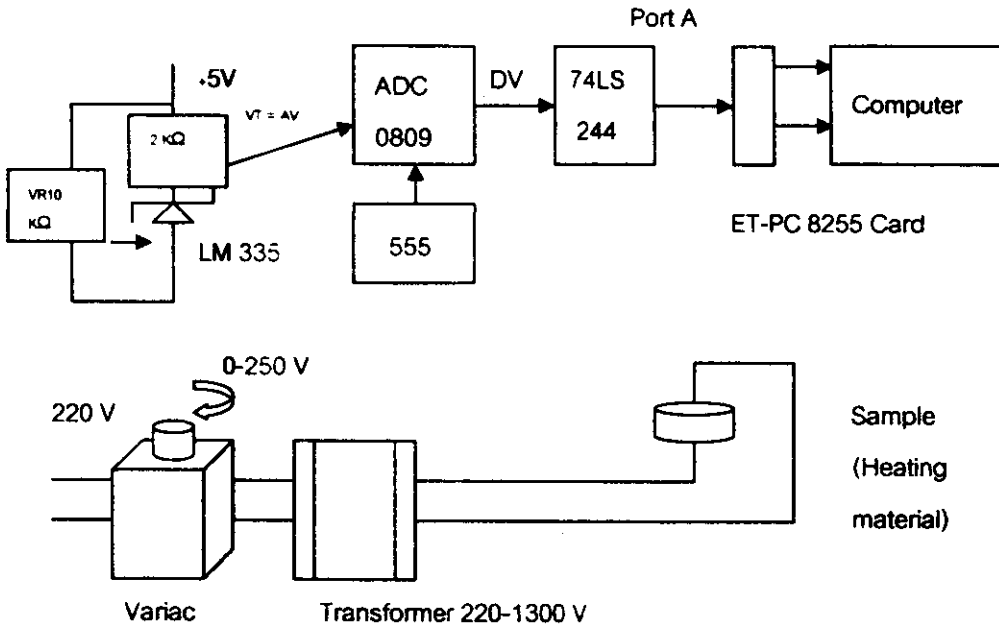 Port A
+5V
2 KΩ
VT = AV
ADC
0809
DV
74LS
244
Computer
VR10
KΩ
LM 335
555
ET-PC 8255 Card
0-250 V
220 V
Sample
(Heating
material)
Variac
Transformer 220-1300 V